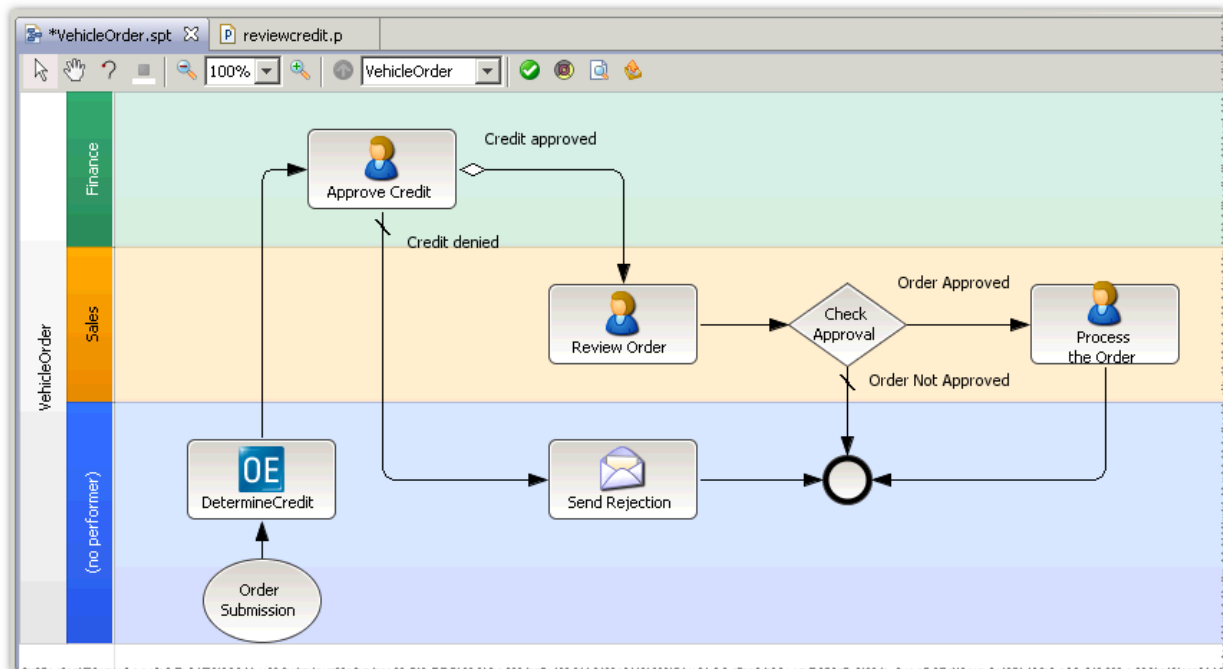 *VehicleOrder.spt
reviewcredit.p
100%
VehicleOrder
VehicleOrder
Finance
Approve Credit
Credit approved
Credit denied
Sales
Review Order
Check
Approval
Order Approved
Process
the Order
Order Not Approved
(no performer)
OE
DetermineCredit
Send Rejection
Order
Submission